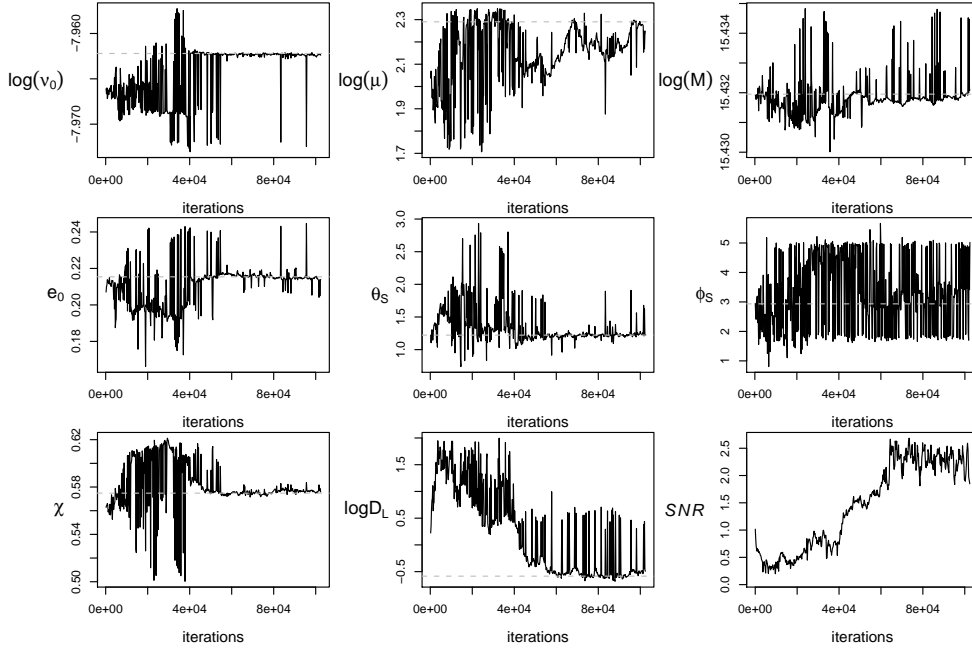 −7.960
−7.970
log(ν₀)
0e+00 4e+04 8e+04
iterations
2.3
2.1
1.9
1.7
log(μ)
0e+00 4e+04 8e+04
iterations
15.434
15.432
15.430
log(M)
0e+00 4e+04 8e+04
iterations
0.24
0.22
0.20
0.18
e₀
0e+00 4e+04 8e+04
iterations
3.0
2.5
2.0
1.5
1.0
θ_S
0e+00 4e+04 8e+04
iterations
5
4
3
2
1
ϕ_S
0e+00 4e+04 8e+04
iterations
0.62
0.58
0.54
0.50
χ
0e+00 4e+04 8e+04
iterations
1.5
0.5
−0.5
logD_L
0e+00 4e+04 8e+04
iterations
2.5
2.0
1.5
1.0
0.5
0.0
SNR
0e+00 4e+04 8e+04
iterations